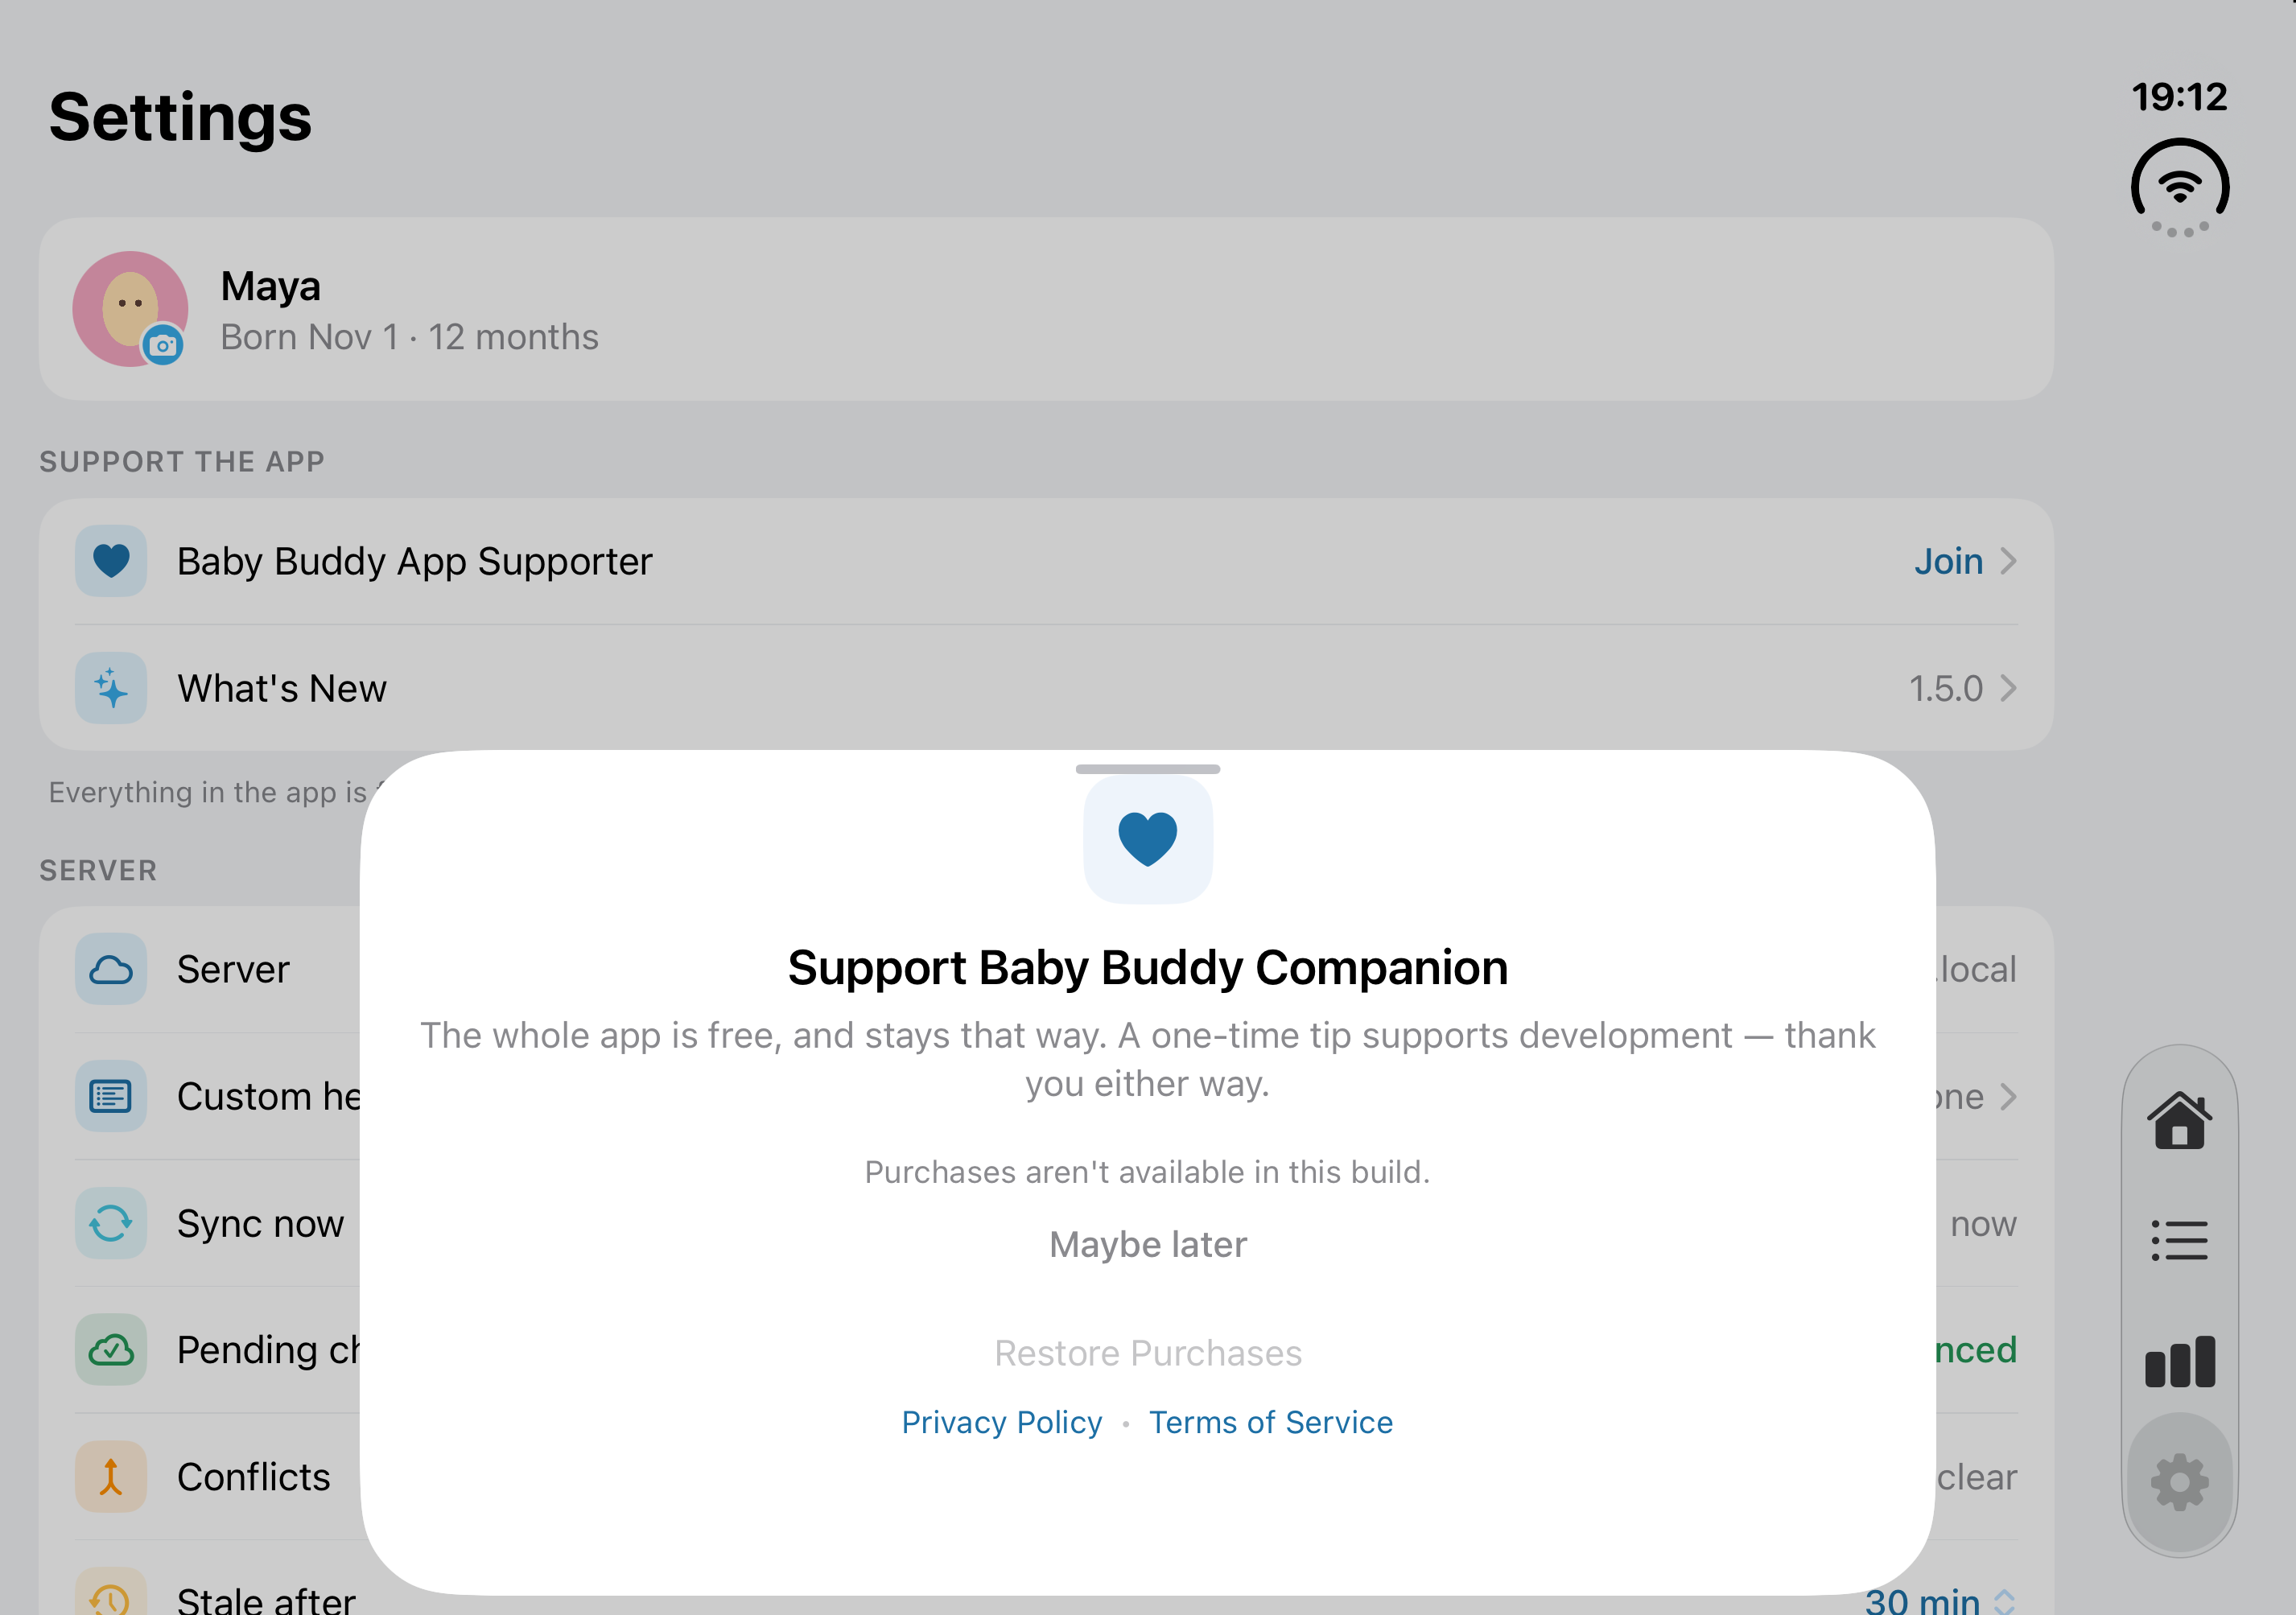 Settings
19:12
Maya
Born Nov 1 · 12 months
SUPPORT THE APP
Baby Buddy App Supporter
Join
What's New
1.5.0
Everything in the app is
SERVER
Server
.local
Custom
Sync now
now
Pending
Conflicts
clear
Stale after
30 min
Support Baby Buddy Companion
The whole app is free, and stays that way. A one-time tip supports development — thank
you either way.
Purchases aren't available in this build.
Maybe later
Restore Purchases
Privacy Policy • Terms of Service